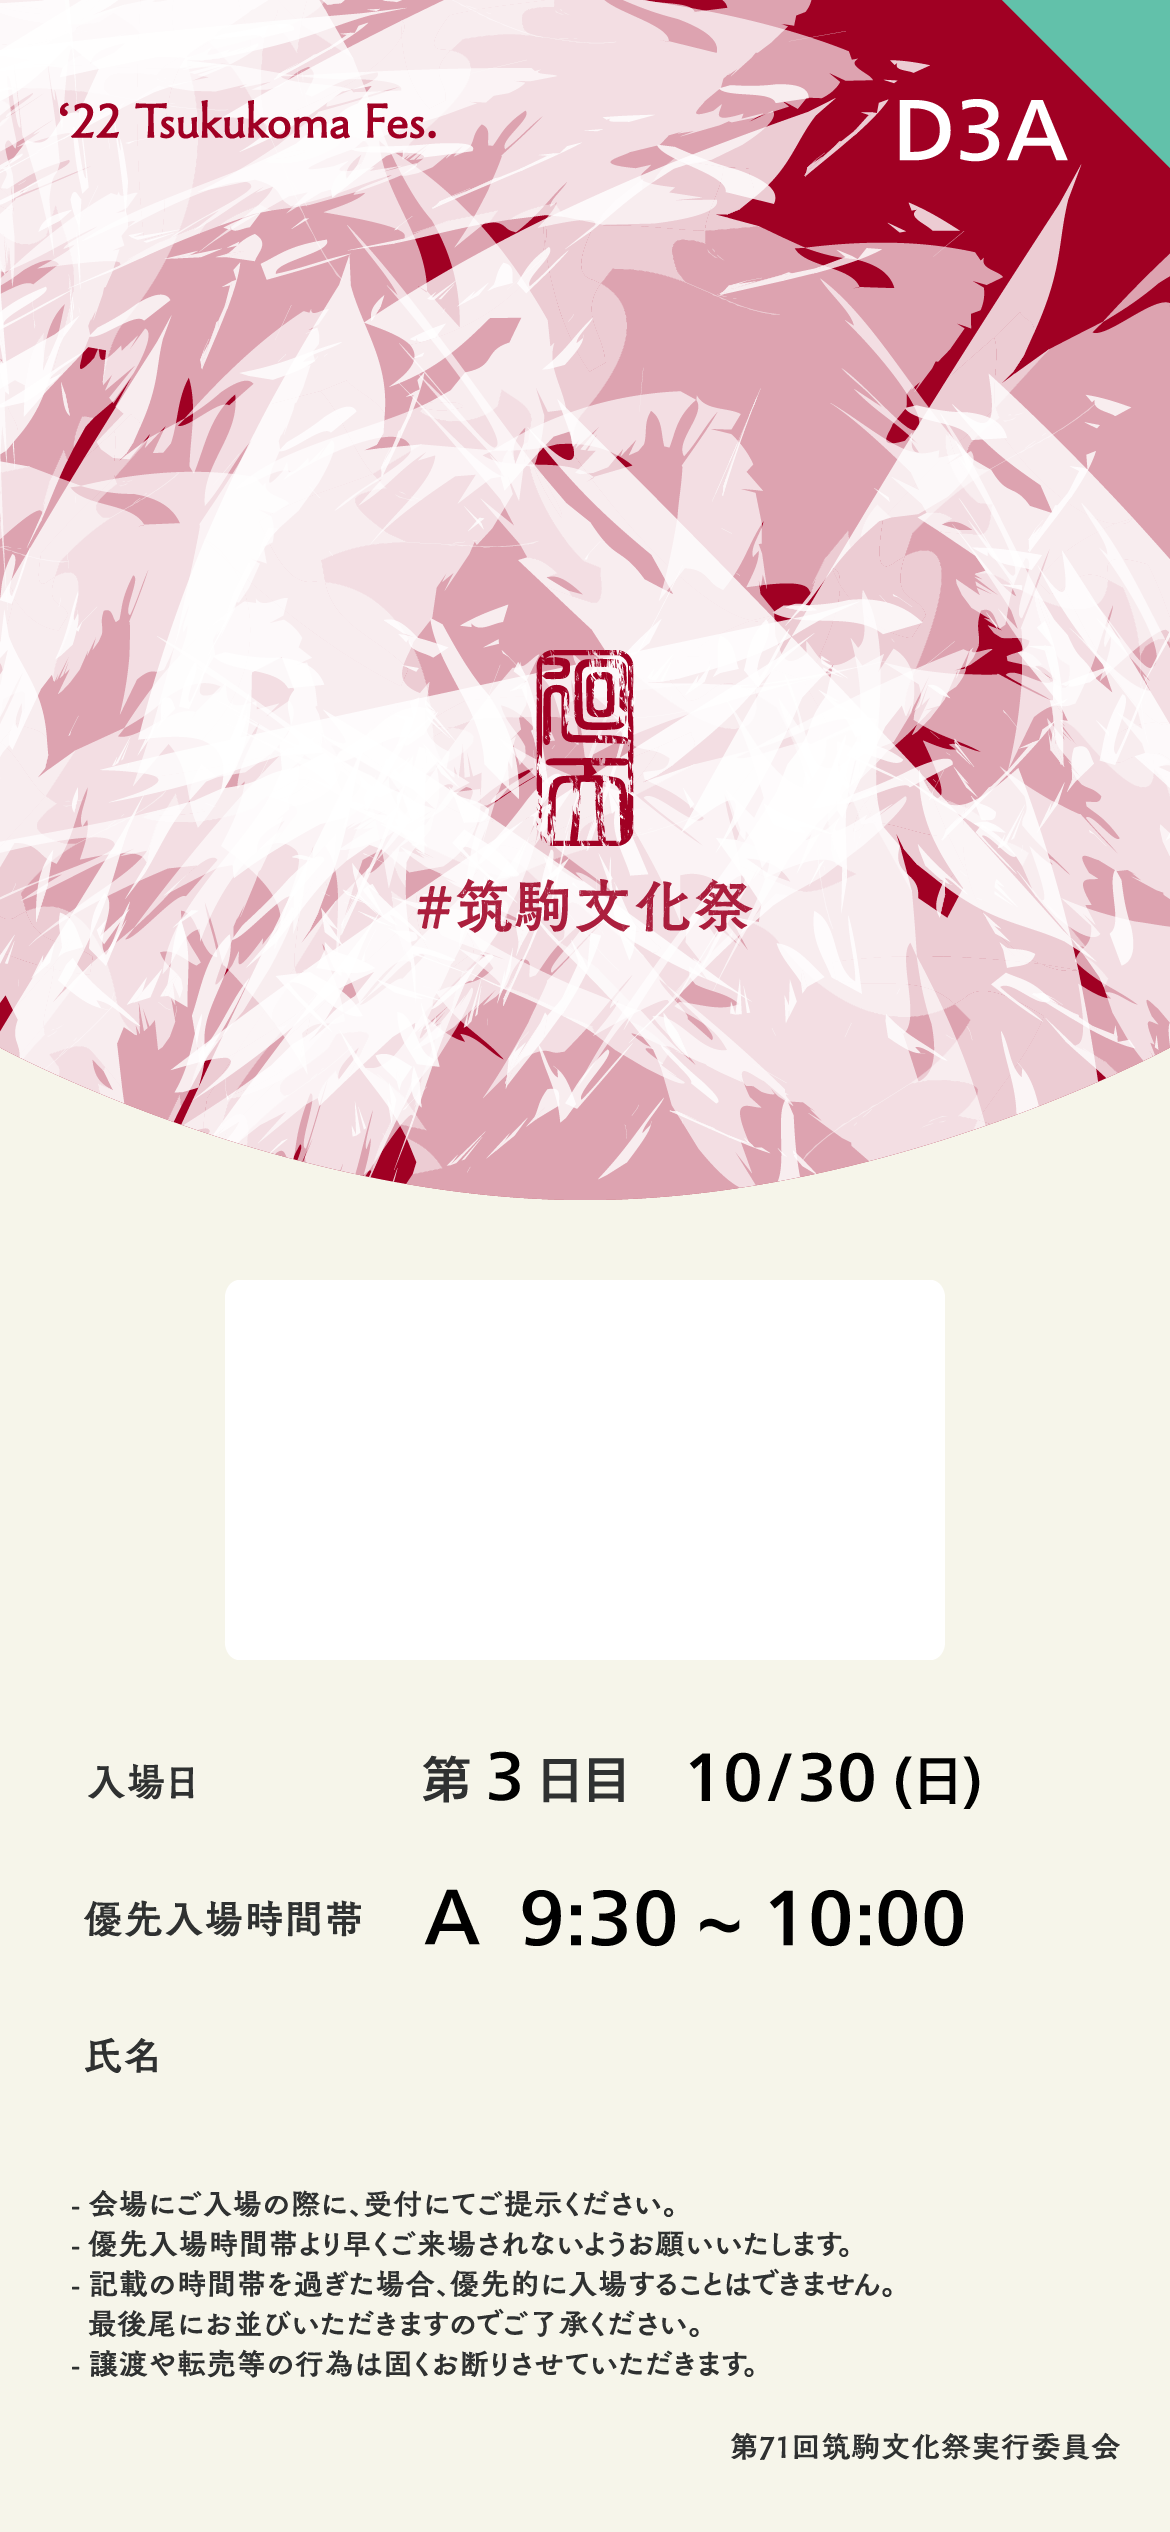 ‘22 Tsukukoma Fes.
D3A
#筑駒文化祭
入場日 第 3 日目 10/30 (日)
優先入場時間帯 A 9:30 ~ 10:00
氏名
- 会場にご入場の際に、受付にてご提示ください。
- 優先入場時間帯より早くご来場されないようお願いいたします。
- 記載の時間帯を過ぎた場合、優先的に入場することはできません。
最後尾にお並びいただきますのでご了承ください。
- 譲渡や転売等の行為は固くお断りさせていただきます。
第71回筑駒文化祭実行委員会